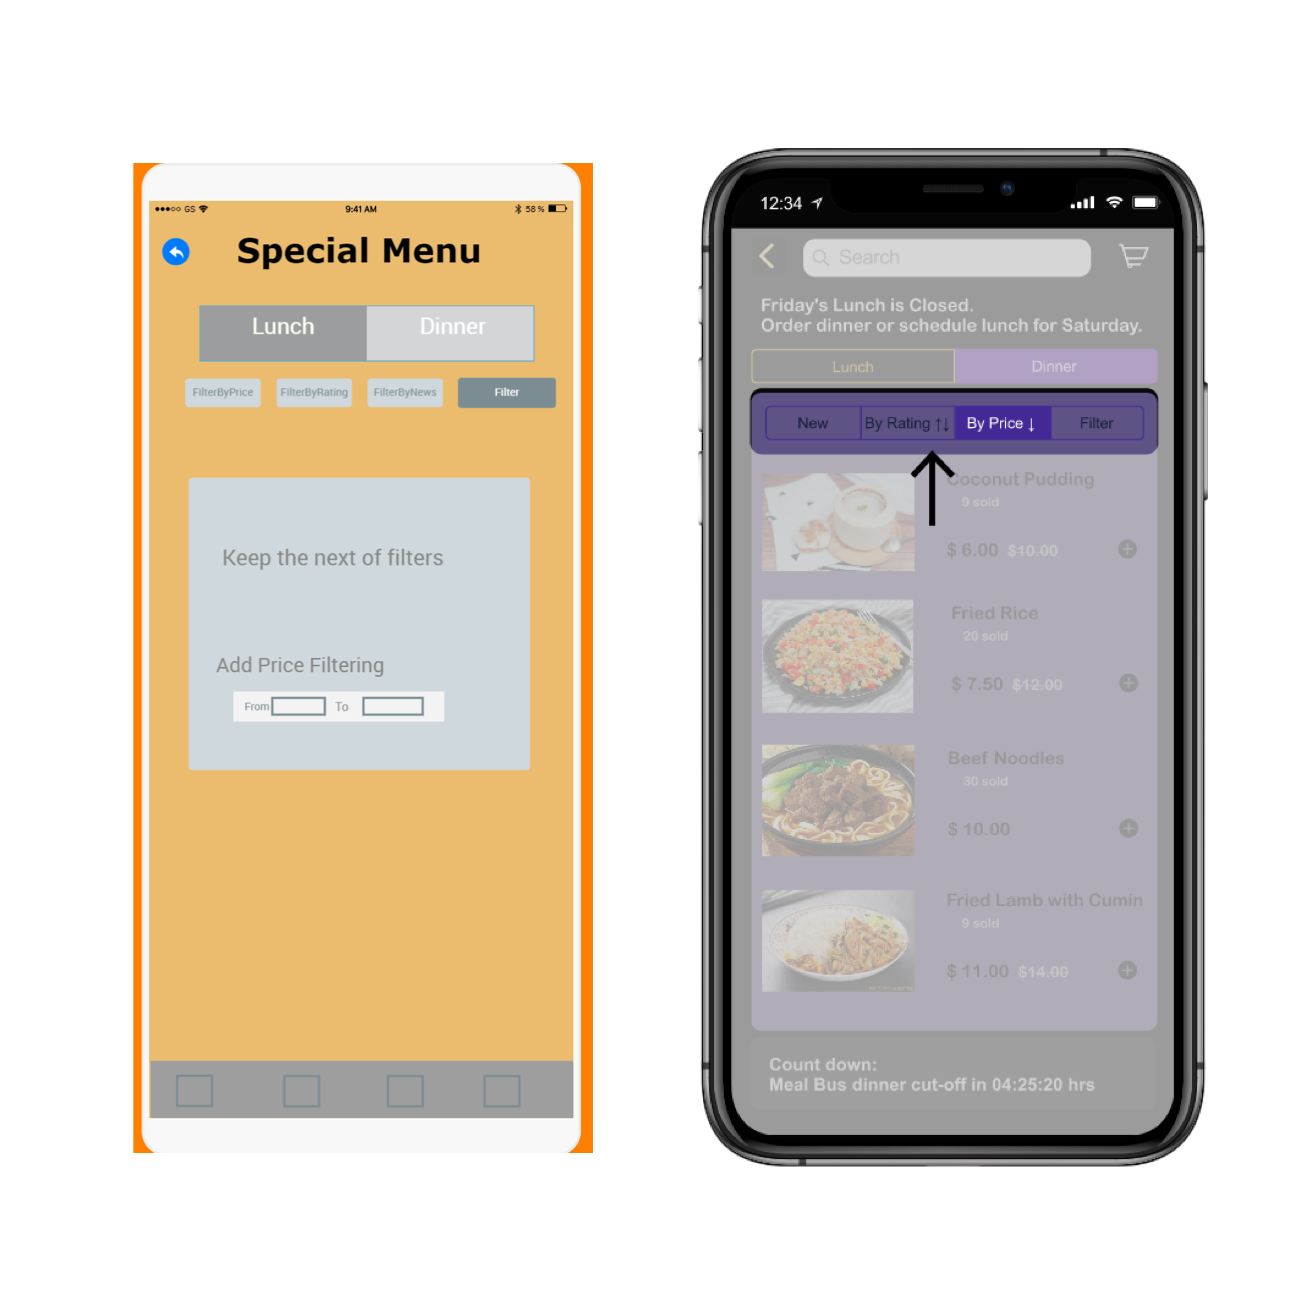 GS
9:41 AM
58 %
Special Menu
Lunch
Dinner
FilterByPrice
FilterByRating
FilterByNews
Filter
Keep the next of filters
Add Price Filtering
From
To
12:34
Search
Friday's Lunch is Closed.
Order dinner or schedule lunch for Saturday.
Lunch
Dinner
New
By Rating ↑↓
By Price ↓
Filter
Coconut Pudding
9 sold
$ 6.00 $10.00
Fried Rice
20 sold
$ 7.50 $12.00
Beef Noodles
30 sold
$ 10.00
Fried Lamb with Cumin
9 sold
$ 11.00 $14.00
Count down:
Meal Bus dinner cut-off in 04:25:20 hrs